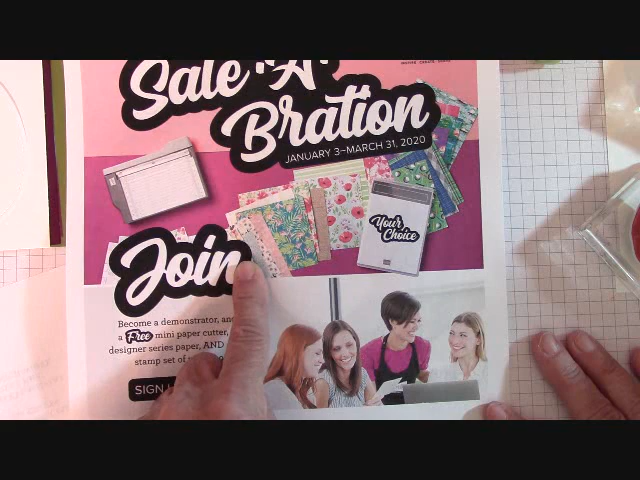 Sale-A-
Bration
JANUARY 3–MARCH 31, 2020
Your
Choice
Join
Become a demonstrator, and
a Free mini paper cutter,
designer series paper, AND
stamp set of
SIGN